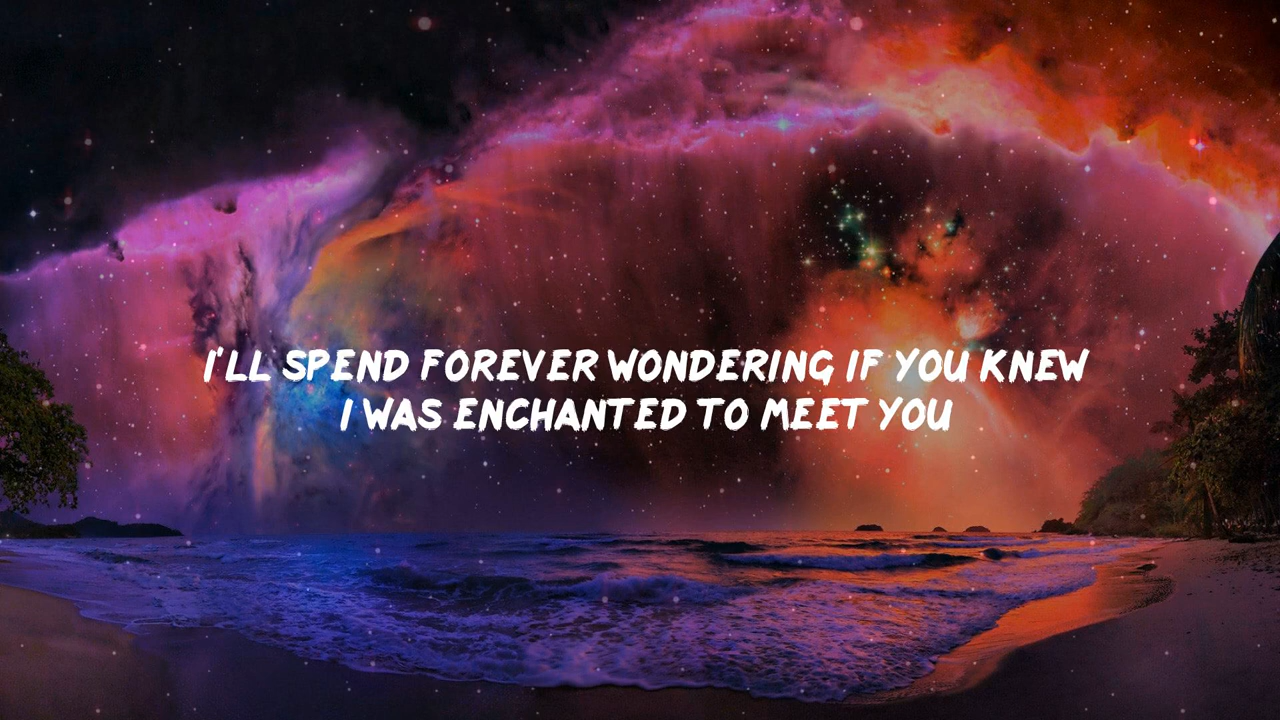 I'LL SPEND FOREVER WONDERING IF YOU KNEW
I WAS ENCHANTED TO MEET YOU